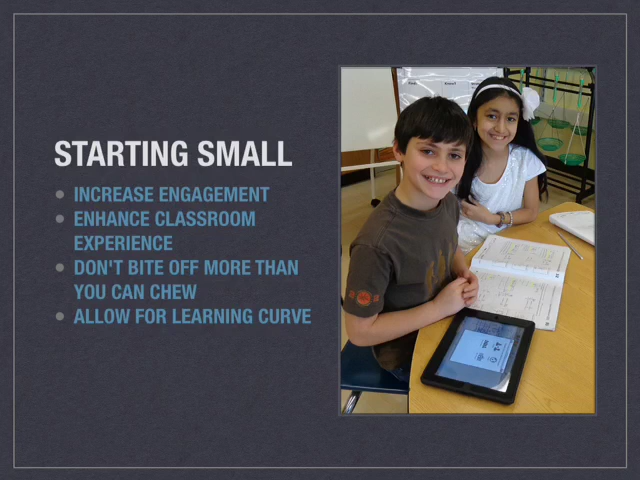 STARTING SMALL
INCREASE ENGAGEMENT
ENHANCE CLASSROOM
EXPERIENCE
DON'T BITE OFF MORE THAN
YOU CAN CHEW
ALLOW FOR LEARNING CURVE